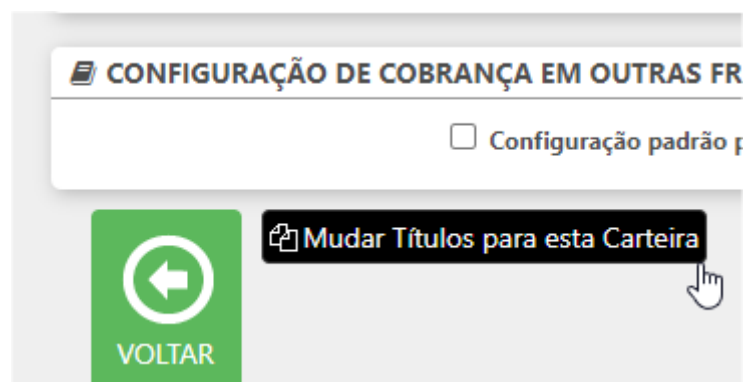 CONFIGURAÇÃO DE COBRANÇA EM OUTRAS FR
Configuração padrão p
Mudar Títulos para esta Carteira
VOLTAR